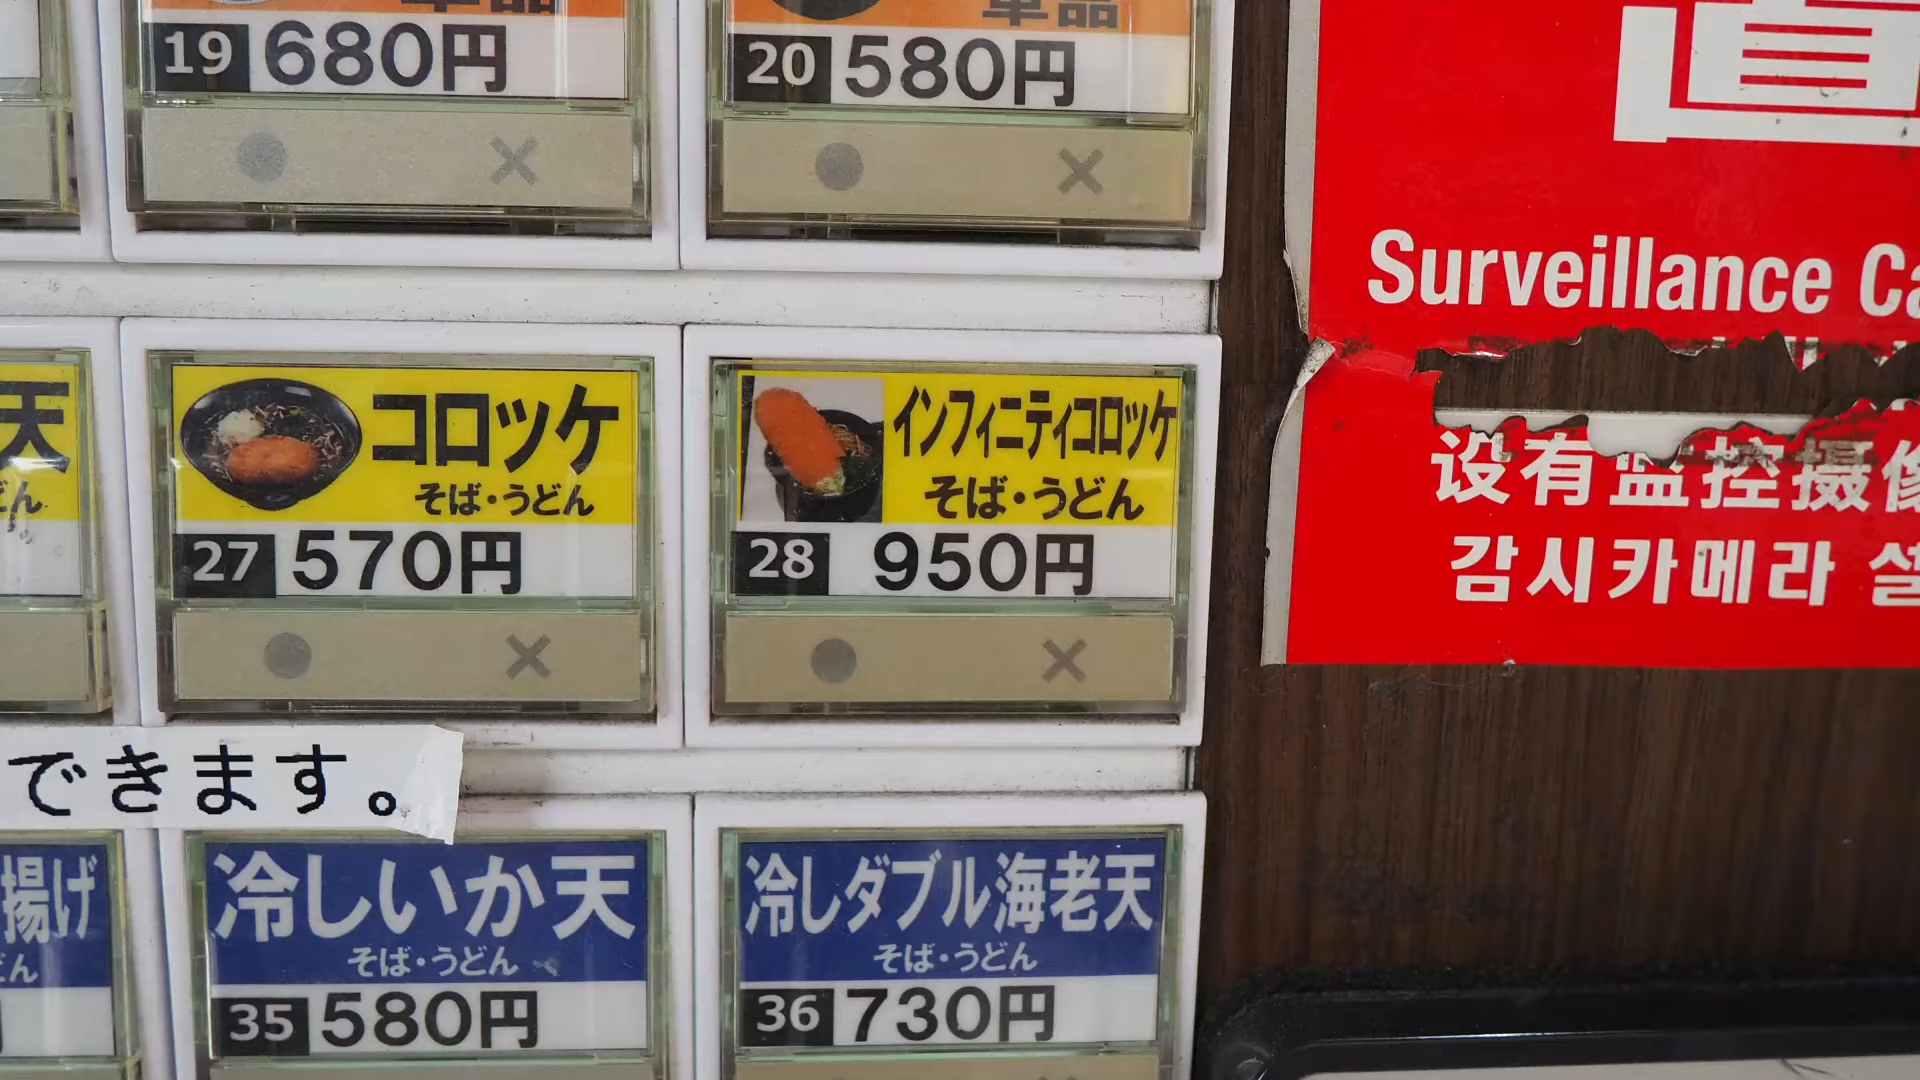 単品
19 680円
単品
20 580円
コロッケ
そば・うどん
27 570円
インフィニティコロッケ
そば・うどん
28 950円
天
できます。
揚げ
冷しいか天
そば・うどん
35 580円
冷しダブル海老天
そば・うどん
36 730円
Surveillance Ca
设有监控摄像
감시카메라 설